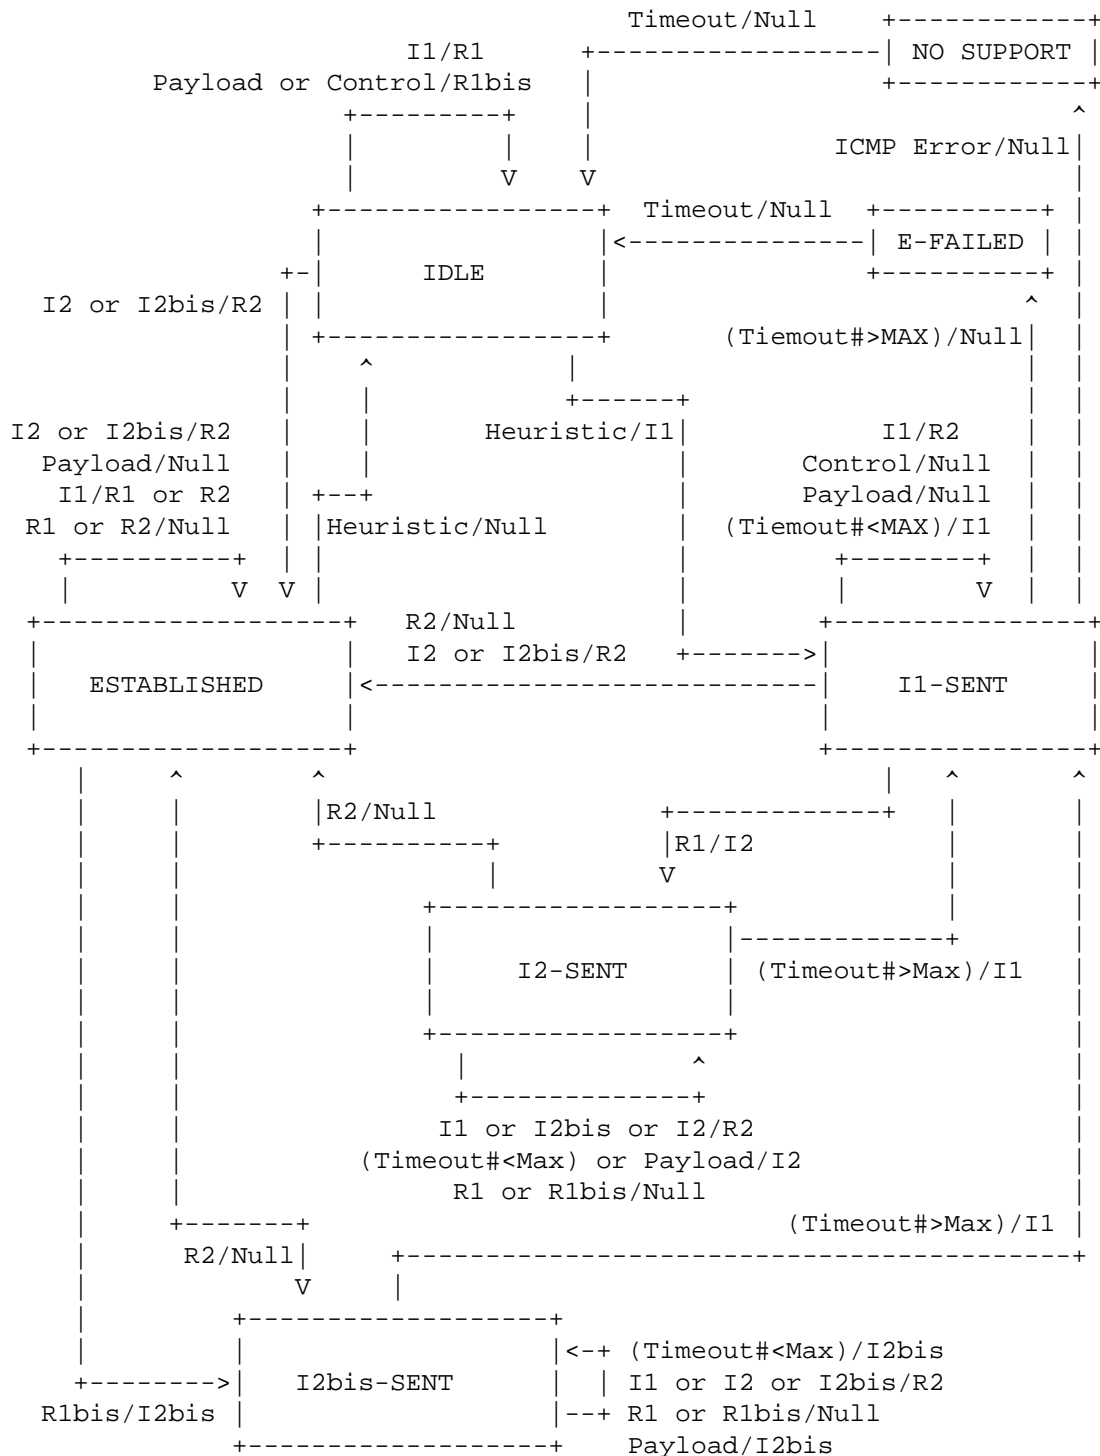 Timeout/Null
I1/R1
NO SUPPORT
Payload or Control/R1bis
ICMP Error/Null
Timeout/Null
E-FAILED
IDLE
I2 or I2bis/R2
(Tiemout#>MAX)/Null
I2 or I2bis/R2
Heuristic/I1
I1/R2
Payload/Null
Control/Null
I1/R1 or R2
Payload/Null
R1 or R2/Null
Heuristic/Null
(Tiemout#<MAX)/I1
R2/Null
I2 or I2bis/R2
ESTABLISHED
I1-SENT
R2/Null
R1/I2
I2-SENT
(Timeout#>Max)/I1
I1 or I2bis or I2/R2
(Timeout#<Max) or Payload/I2
R1 or R1bis/Null
(Timeout#>Max)/I1
R2/Null
(Timeout#<Max)/I2bis
I2bis-SENT
I1 or I2 or I2bis/R2
R1bis/I2bis
R1 or R1bis/Null
Payload/I2bis